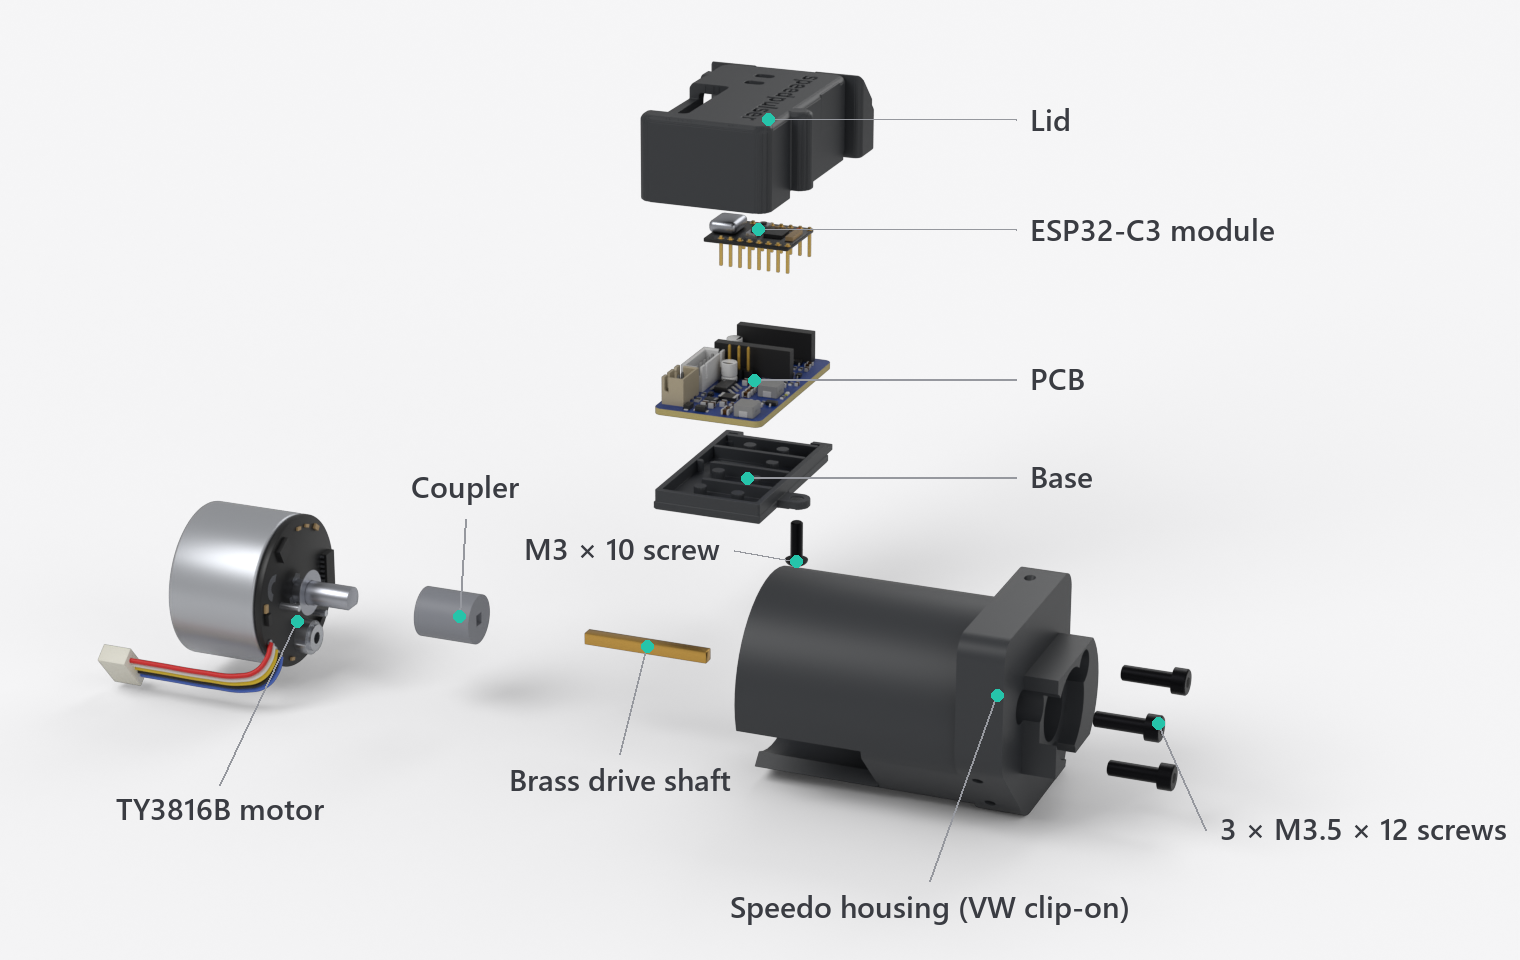 speedpulser
Lid
ESP32-C3 module
PCB
Base
Coupler
M3 × 10 screw
Brass drive shaft
TY3816B motor
3 × M3.5 × 12 screws
Speedo housing (VW clip-on)